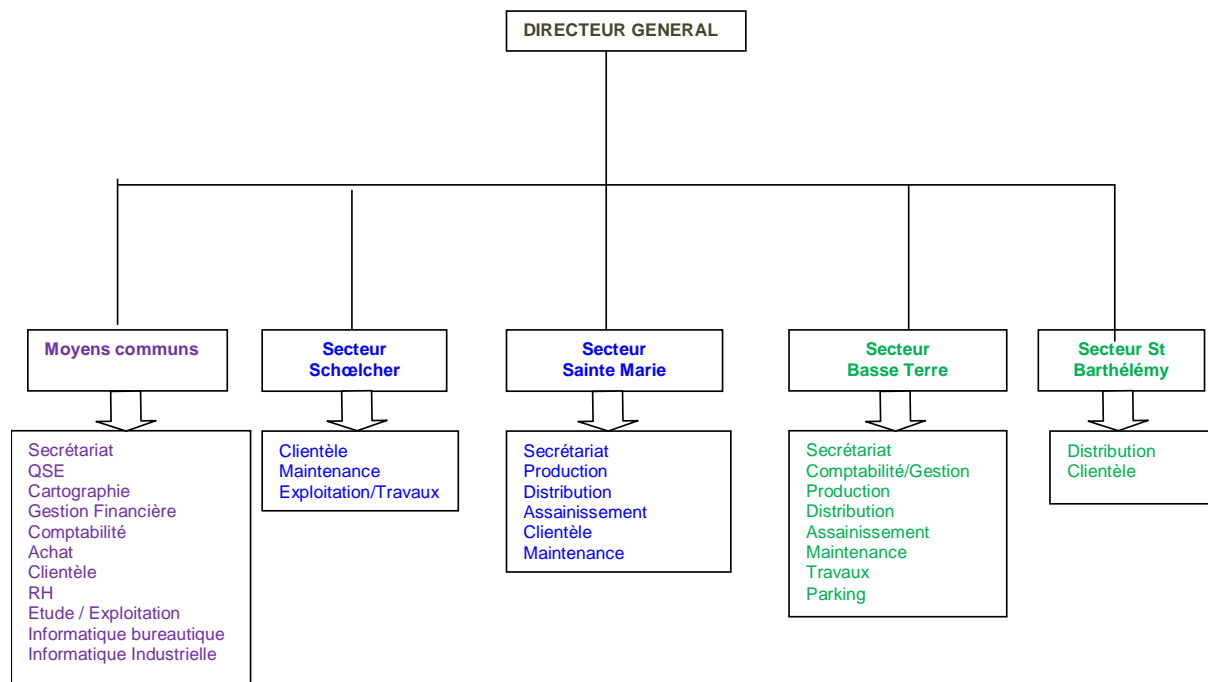 DIRECTEUR GENERAL
Moyens communs
Secteur
Schœlcher
Secteur
Sainte Marie
Secteur
Basse Terre
Secteur St
Barthélémy
Secrétariat
QSE
Cartographie
Gestion Financière
Comptabilité
Achat
Clientèle
RH
Etude / Exploitation
Informatique bureautique
Informatique Industrielle
Clientèle
Maintenance
Exploitation/Travaux
Secrétariat
Production
Distribution
Assainissement
Clientèle
Maintenance
Secrétariat
Comptabilité/Gestion
Production
Distribution
Assainissement
Maintenance
Travaux
Parking
Distribution
Clientèle